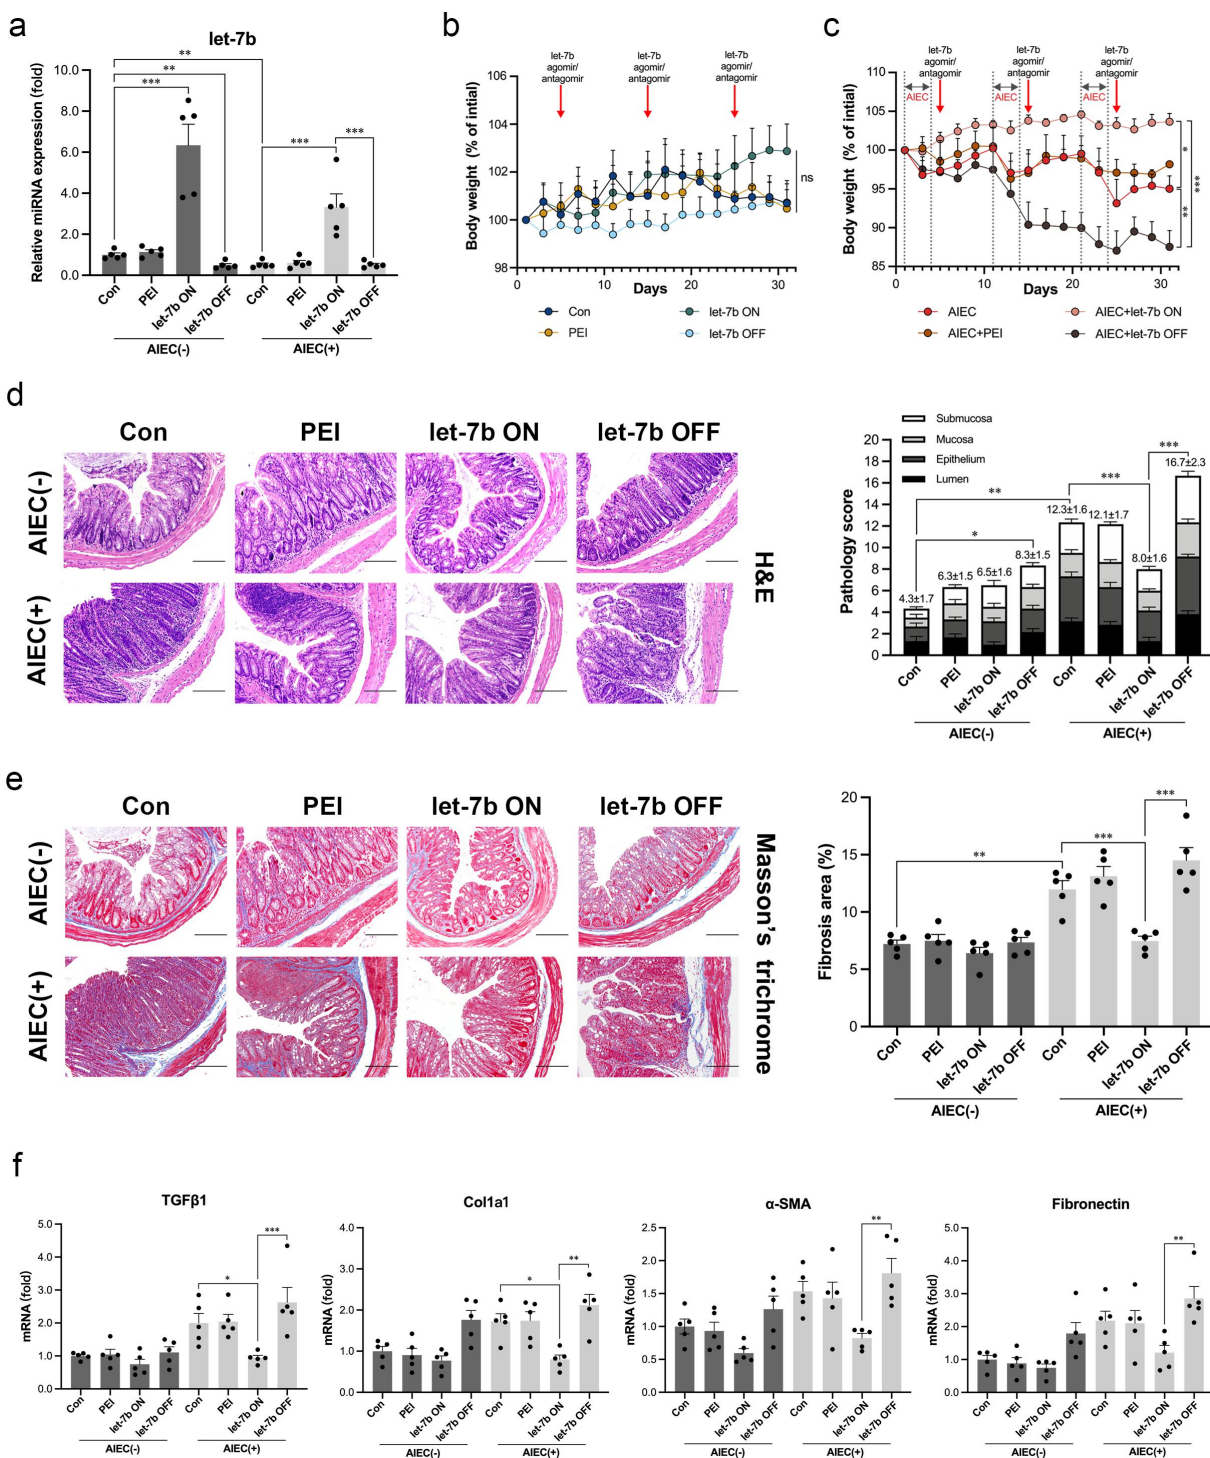 a
let-7b
Relative miRNA expression (fold)
10.0
8.0
6.0
4.0
2.0
0.0
**
**
***
***
***
Con
PEI
let-7b ON
let-7b OFF
Con
PEI
let-7b ON
let-7b OFF
AIEC(-)
AIEC(+)
b
let-7b
agomir/
antagomir
let-7b
agomir/
antagomir
let-7b
agomir/
antagomir
Body weight (% of initial)
106
104
102
100
98
ns
0
10
20
30
Days
Con
PEI
let-7b ON
let-7b OFF
c
let-7b
agomir/
antagomir
let-7b
agomir/
antagomir
let-7b
agomir/
antagomir
AIEC
AIEC
AIEC
Body weight (% of intial)
110
105
100
95
90
85
*
**
***
0
10
20
30
Days
AIEC
AIEC+PEI
AIEC+let-7b ON
AIEC+let-7b OFF
d
Con
PEI
let-7b ON
let-7b OFF
AIEC(-)
AIEC(+)
H&E
Submucosa
Mucosa
Epithelium
Lumen
Pathology score
20
18
16
14
12
10
8
6
4
2
0
4.3±1.7
6.3±1.5
6.5±1.6
8.3±1.5
12.3±1.6
12.1±1.7
8.0±1.6
16.7±2.3
*
**
***
***
Con
PEI
let-7b ON
let-7b OFF
Con
PEI
let-7b ON
let-7b OFF
AIEC(-)
AIEC(+)
e
Con
PEI
let-7b ON
let-7b OFF
AIEC(-)
AIEC(+)
Masson's trichrome
Fibrosis area (%)
20
15
10
5
0
**
***
***
Con
PEI
let-7b ON
let-7b OFF
Con
PEI
let-7b ON
let-7b OFF
AIEC(-)
AIEC(+)
f
TGFβ1
mRNA (fold)
5.0
4.0
3.0
2.0
1.0
0.0
*
***
Con
PEI
let-7b ON
let-7b OFF
Con
PEI
let-7b ON
let-7b OFF
AIEC(-)
AIEC(+)
Col1a1
mRNA (fold)
4.0
3.0
2.0
1.0
0.0
*
**
Con
PEI
let-7b ON
let-7b OFF
Con
PEI
let-7b ON
let-7b OFF
AIEC(-)
AIEC(+)
α-SMA
mRNA (fold)
2.5
2.0
1.5
1.0
0.5
0.0
**
Con
PEI
let-7b ON
let-7b OFF
Con
PEI
let-7b ON
let-7b OFF
AIEC(-)
AIEC(+)
Fibronectin
mRNA (fold)
5.0
4.0
3.0
2.0
1.0
0.0
**
Con
PEI
let-7b ON
let-7b OFF
Con
PEI
let-7b ON
let-7b OFF
AIEC(-)
AIEC(+)